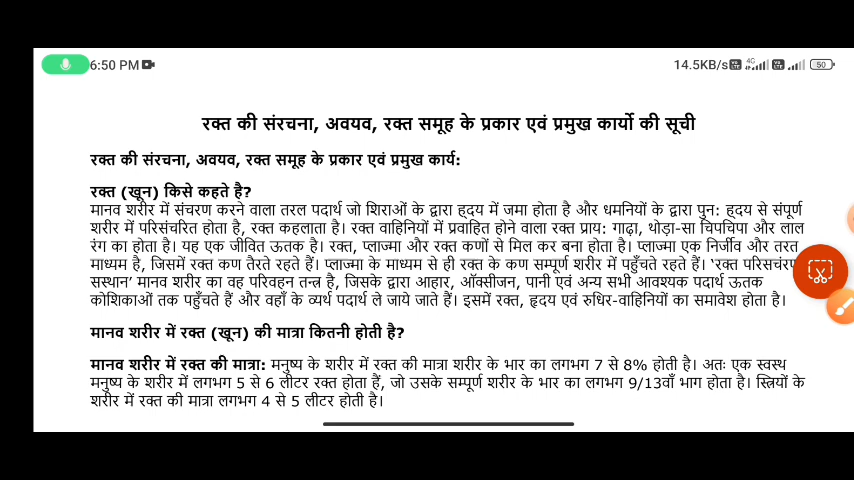 6:50 PM
14.5KB/s 4G 50
रक्त की संरचना, अवयव, रक्त समूह के प्रकार एवं प्रमुख कार्यो की सूची
रक्त की संरचना, अवयव, रक्त समूह के प्रकार एवं प्रमुख कार्य:
रक्त (खून) किसे कहते है?
मानव शरीर में संचरण करने वाला तरल पदार्थ जो शिराओं के द्वारा ह्दय में जमा होता है और धमनियों के द्वारा पुन: ह्दय से संपूर्ण
शरीर में परिसंचरित होता है, रक्त कहलाता है। रक्त वाहिनियों में प्रवाहित होने वाला रक्त प्राय: गाढ़ा, थोड़ा-सा चिपचिपा और लाल
रंग का होता है। यह एक जीवित ऊतक है। रक्त, प्लाज्मा और रक्त कणों से मिल कर बना होता है। प्लाज्मा एक निर्जीव और तरत
माध्यम है, जिसमें रक्त कण तैरते रहते हैं। प्लाज्मा के माध्यम से ही रक्त के कण सम्पूर्ण शरीर में पहुँचते रहते हैं। 'रक्त परिसचंरण
सस्थान' मानव शरीर का वह परिवहन तन्त्र है, जिसके द्वारा आहार, ऑक्सीजन, पानी एवं अन्य सभी आवश्यक पदार्थ ऊतक
कोशिकाओं तक पहुँचते हैं और वहाँ के व्यर्थ पदार्थ ले जाये जाते हैं। इसमें रक्त, हृदय एवं रुधिर-वाहिनियों का समावेश होता है।
मानव शरीर में रक्त (खून) की मात्रा कितनी होती है?
मानव शरीर में रक्त की मात्रा: मनुष्य के शरीर में रक्त की मात्रा शरीर के भार का लगभग 7 से 8% होती है। अतः एक स्वस्थ
मनुष्य के शरीर में लगभग 5 से 6 लीटर रक्त होता हैं, जो उसके सम्पूर्ण शरीर के भार का लगभग 9/13वाँ भाग होता है। स्त्रियों के
शरीर में रक्त की मात्रा लगभग 4 से 5 लीटर होती है।